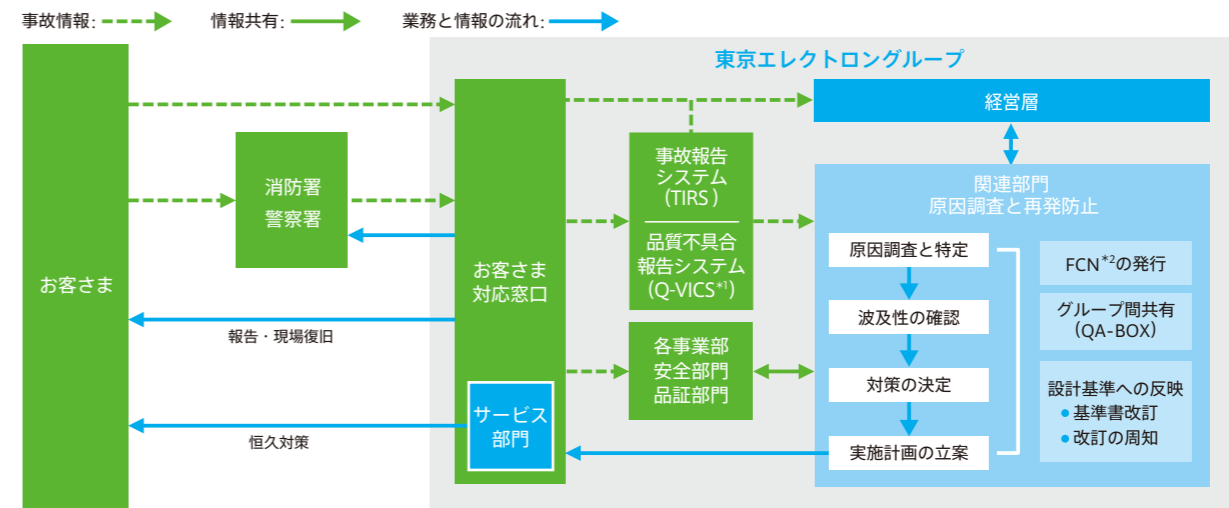 事故情報:
情報共有:
業務と情報の流れ:
東京エレクトロングループ
お客さま
消防署
警察署
報告・現場復旧
恒久対策
お客さま
対応窓口
サービス
部門
事故報告
システム
(TIRS)
品質不具合
報告システム
(Q-VICS*1)
各事業部
安全部門
品証部門
経営層
関連部門
原因調査と再発防止
原因調査と特定
波及性の確認
対策の決定
実施計画の立案
FCN*2の発行
グループ間共有
(QA-BOX)
設計基準への反映
●基準書改訂
●改訂の周知